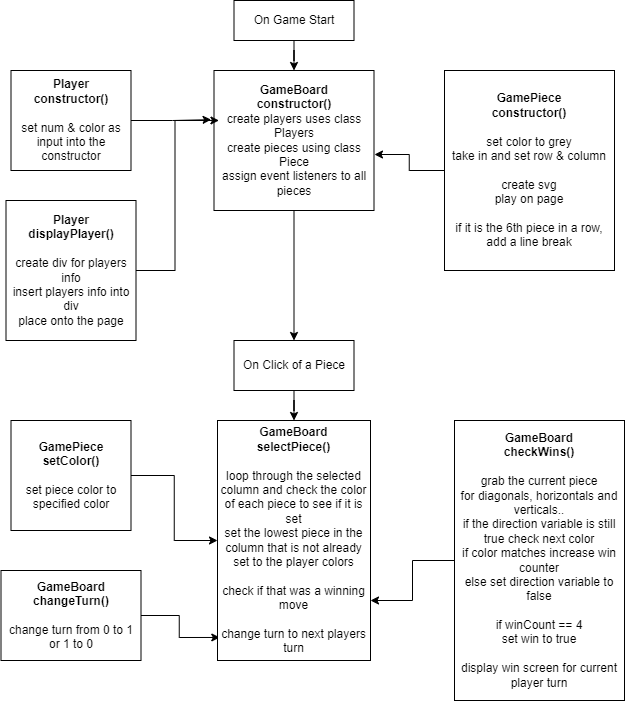 On Game Start
Player
constructor()
set num & color as
input into the
constructor
GameBoard
constructor()
create players uses class
Players
create pieces using class
Piece
assign event listeners to all
pieces
GamePiece
constructor()
set color to grey
take in and set row & column
create svg
play on page
if it is the 6th piece in a row,
add a line break
Player
displayPlayer()
create div for players
info
insert players info into
div
place onto the page
On Click of a Piece
GamePiece
setColor()
set piece color to
specified color
GameBoard
selectPiece()
loop through the selected
column and check the color
of each piece to see if it is
set
set the lowest piece in the
column that is not already
set to the player colors
check if that was a winning
move
change turn to next players
turn
GameBoard
checkWins()
grab the current piece
for diagonals, horizontals and
verticals..
if the direction variable is still
true check next color
if color matches increase win
counter
else set direction variable to
false
if winCount == 4
set win to true
display win screen for current
player turn
GameBoard
changeTurn()
change turn from 0 to 1
or 1 to 0